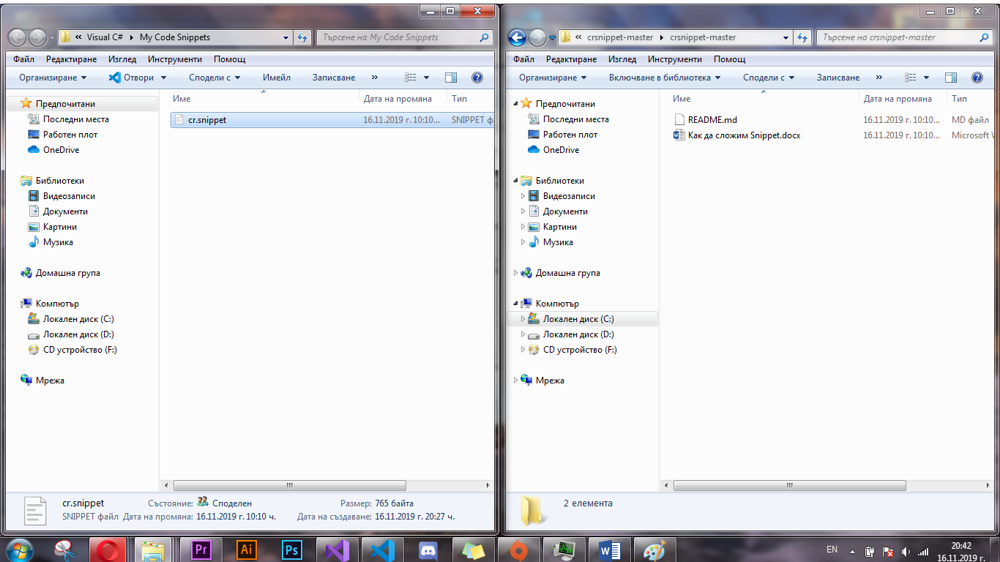 Visual C# My Code Snippets
Търсене на My Code Snippets
Файл Редактиране Изглед Инструменти Помощ
Организиране Отвори Сподели с Имейл Записване »
Име Дата на промяна Тип
cr.snippet 16.11.2019 г. 10:10... SNIPPET ф
Предпочитани
Последни места
Работен плот
OneDrive
Библиотеки
Видеозаписи
Документи
Картини
Музика
Домашна група
Компютър
Локален диск (C:)
Локален диск (D:)
CD устройство (F:)
Мрежа
cr.snippet Състояние: Споделен Размер: 765 байта
SNIPPET файл Дата на промяна: 16.11.2019 г. 10:10 ч. Дата на създаване: 16.11.2019 г. 20:27 ч.
crsnippet-master crsnippet-master
Търсене на crsnippet-master
Файл Редактиране Изглед Инструменти Помощ
Организиране Включване в библиотека Сподели с Записване »
Име Дата на промяна Тип
README.md 16.11.2019 г. 10:10... MD файл
Как да сложим Snippet.docx 16.11.2019 г. 10:10... Microsoft W
Предпочитани
Последни места
Работен плот
OneDrive
Библиотеки
Видеозаписи
Документи
Картини
Музика
Домашна група
Компютър
Локален диск (C:)
Локален диск (D:)
CD устройство (F:)
Мрежа
2 елемента
Pr Ai Ps W
EN
20:42
16.11.2019 г.